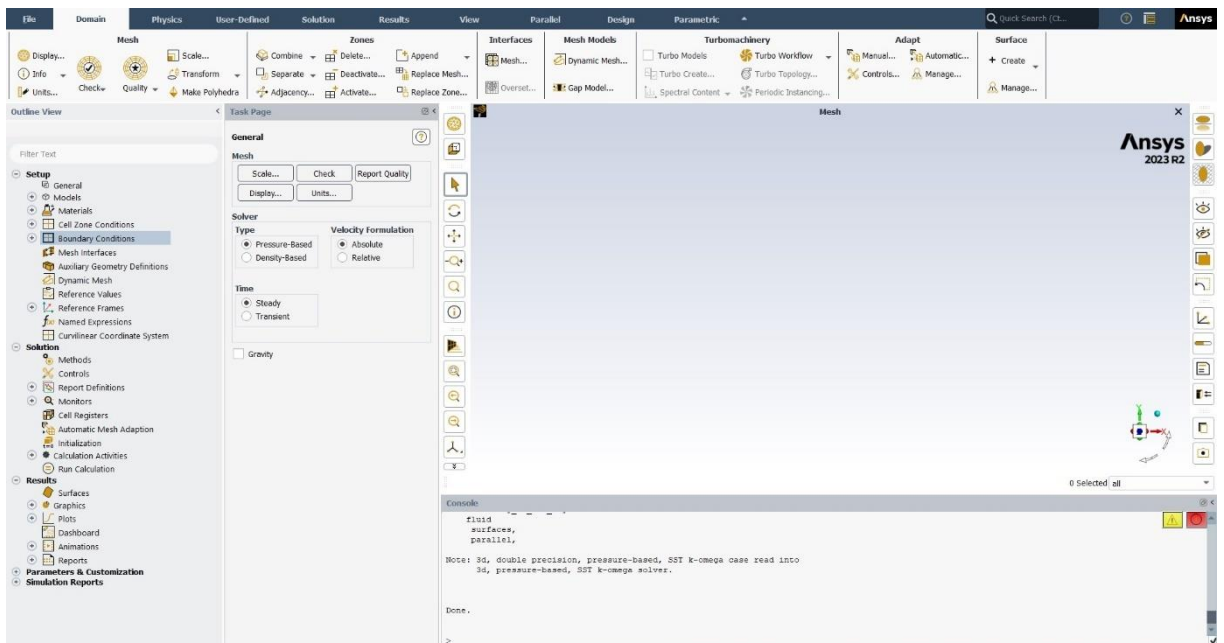 File Domain Physics User-Defined Solution Results View Parallel Design Parametric Quick Search (Ct... Ansys
Mesh Zones Interfaces Mesh Models Turbomachinery Adapt Surface
Display... Scale... Combine Delete... Append Mesh... Dynamic Mesh... Turbo Models Turbo Workflow Manual... Automatic... + Create
Info Check Quality Transform Separate Deactivate... Replace Mesh... Turbo Create... Turbo Topology... Controls... Manage...
Units... Make Polyhedra Adjacency... Activate... Replace Zone... Overset... Gap Model... Spectral Content Periodic Instancing... Manage...
Outline View
Filter Text
Setup
General
Models
Materials
Cell Zone Conditions
Boundary Conditions
Mesh Interfaces
Auxiliary Geometry Definitions
Dynamic Mesh
Reference Values
Reference Frames
Named Expressions
Curvilinear Coordinate System
Solution
Methods
Controls
Report Definitions
Monitors
Cell Registers
Automatic Mesh Adaption
Initialization
Calculation Activities
Run Calculation
Results
Surfaces
Graphics
Plots
Dashboard
Animations
Reports
Parameters & Customization
Simulation Reports
Task Page
General
Mesh
Scale... Check Report Quality
Display... Units...
Solver
Type Velocity Formulation
Pressure-Based Absolute
Density-Based Relative
Time
Steady
Transient
Gravity
Mesh
Ansys
2023 R2
Y
X
0 Selected all
Console
fluid
surfaces,
parallel,
Note: 3d, double precision, pressure-based, SST k-omega case read into
3d, pressure-based, SST k-omega solver.
Done.
>